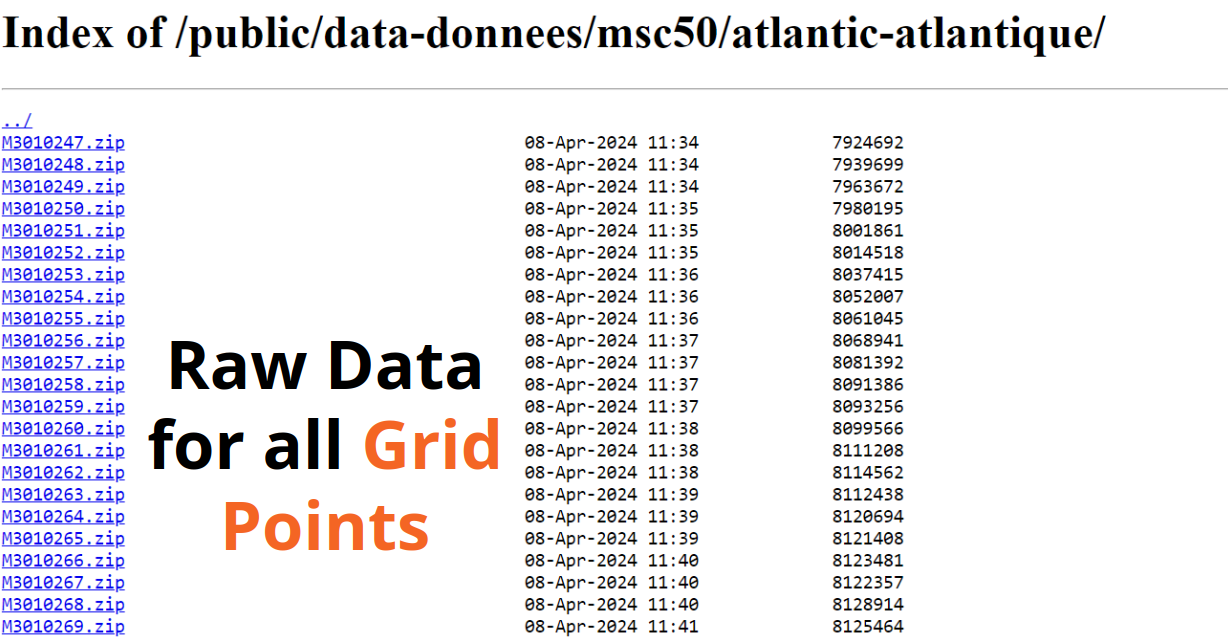 Index of /public/data-donnees/msc50/atlantic-atlantique/
../
M3010247.zip 08-Apr-2024 11:34 7924692
M3010248.zip 08-Apr-2024 11:34 7939699
M3010249.zip 08-Apr-2024 11:34 7963672
M3010250.zip 08-Apr-2024 11:35 7980195
M3010251.zip 08-Apr-2024 11:35 8001861
M3010252.zip 08-Apr-2024 11:35 8014518
M3010253.zip 08-Apr-2024 11:36 8037415
M3010254.zip 08-Apr-2024 11:36 8052007
M3010255.zip 08-Apr-2024 11:36 8061045
M3010256.zip 08-Apr-2024 11:37 8068941
M3010257.zip 08-Apr-2024 11:37 8081392
M3010258.zip 08-Apr-2024 11:37 8091386
M3010259.zip 08-Apr-2024 11:37 8093256
M3010260.zip 08-Apr-2024 11:38 8099566
M3010261.zip 08-Apr-2024 11:38 8111208
M3010262.zip 08-Apr-2024 11:38 8114562
M3010263.zip 08-Apr-2024 11:39 8112438
M3010264.zip 08-Apr-2024 11:39 8120694
M3010265.zip 08-Apr-2024 11:39 8121408
M3010266.zip 08-Apr-2024 11:40 8123481
M3010267.zip 08-Apr-2024 11:40 8122357
M3010268.zip 08-Apr-2024 11:40 8128914
M3010269.zip 08-Apr-2024 11:41 8125464
Raw Data
for all Grid
Points